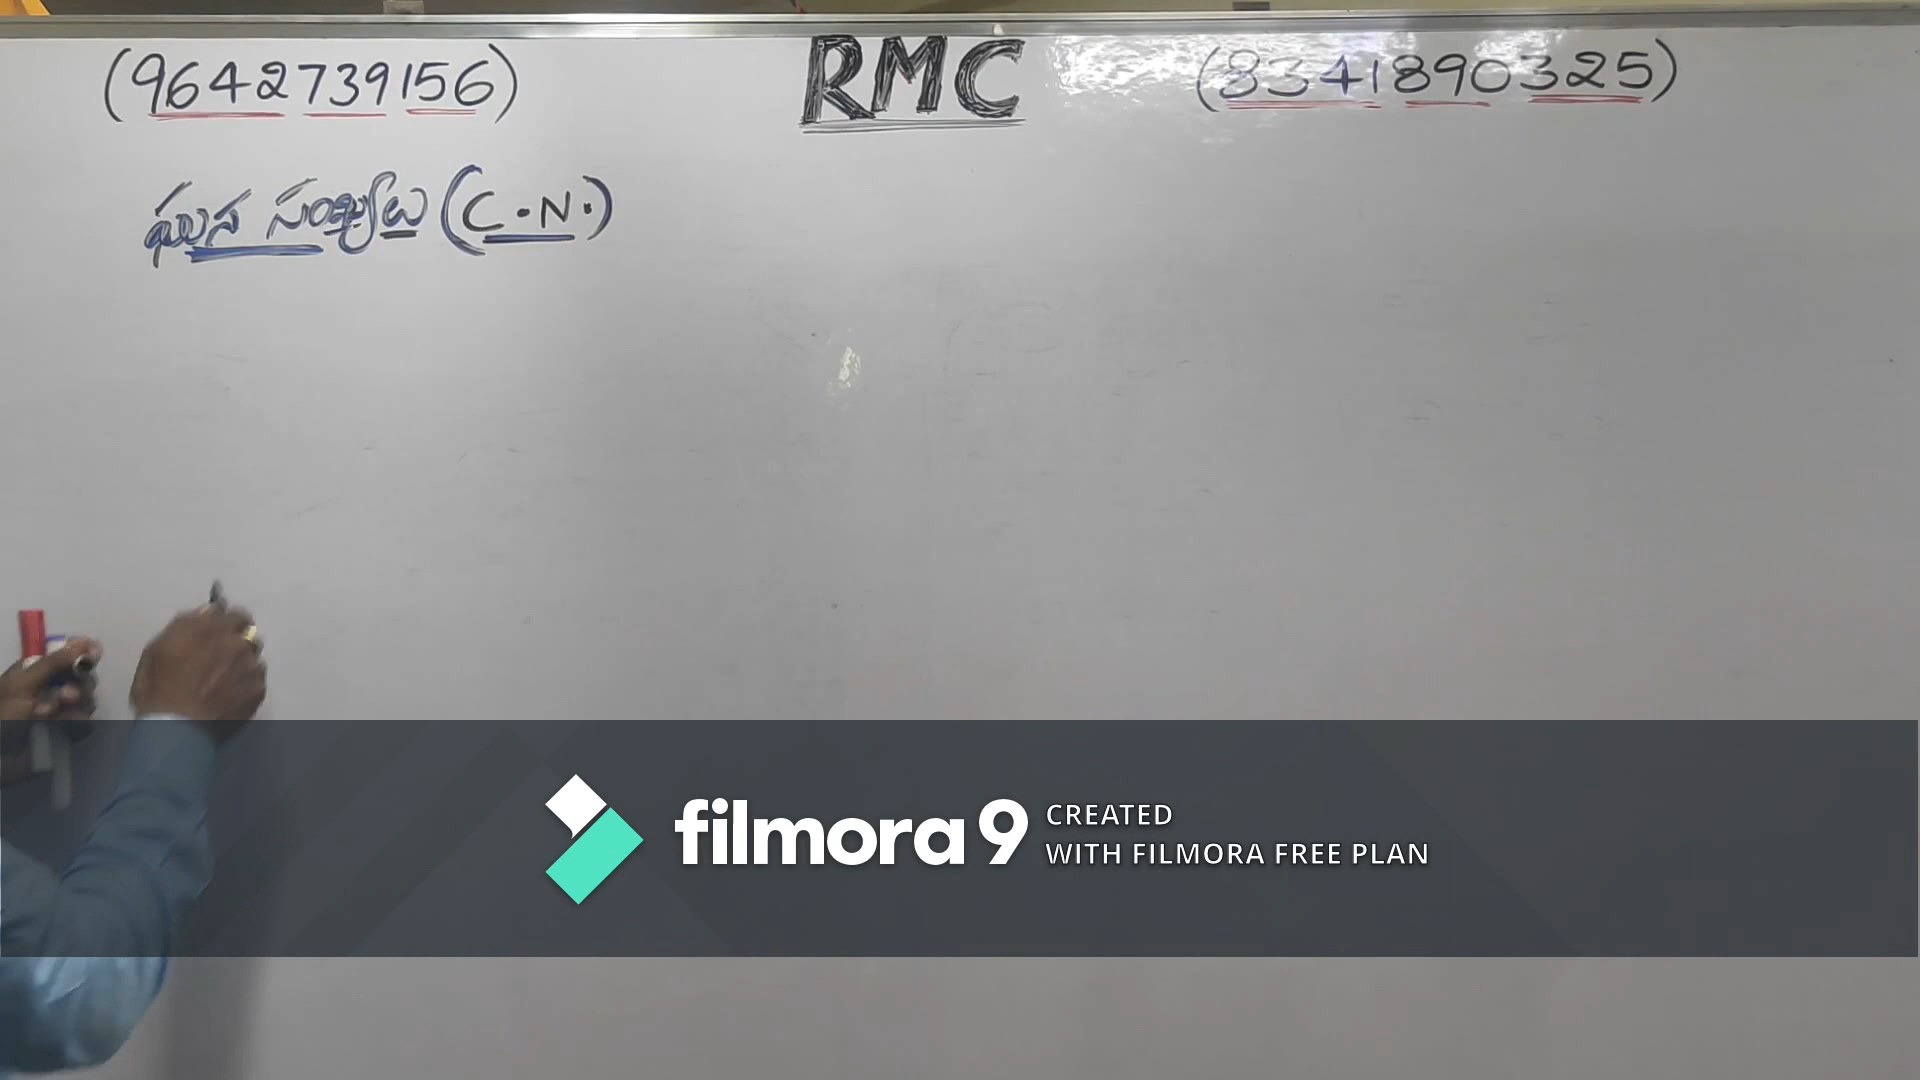 (9642739156) RMC (8341890325)
ఘన సంఖ్యలు (C.N.)
filmora 9 CREATED
WITH FILMORA FREE PLAN